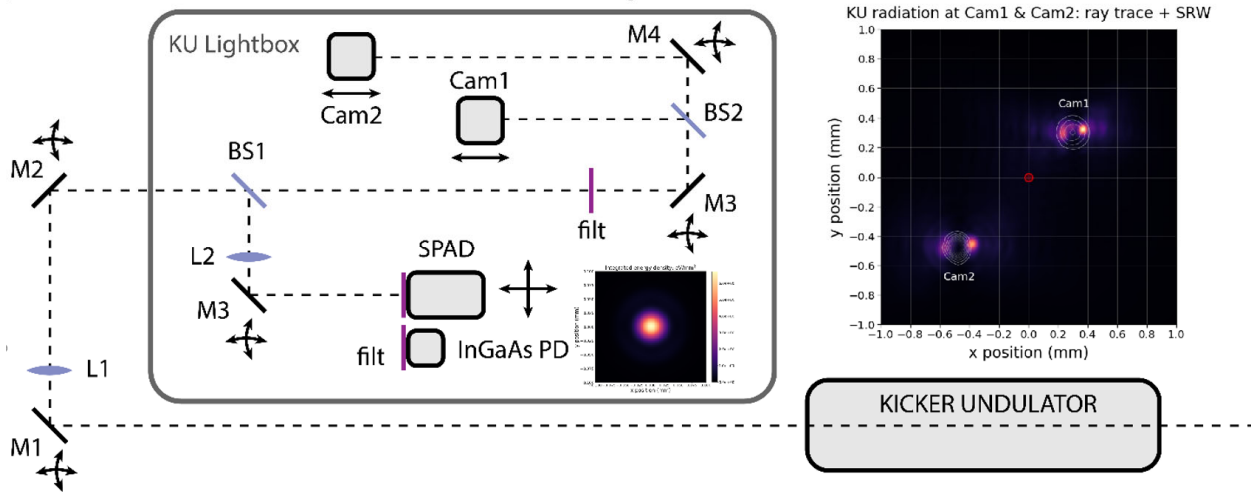 KU Lightbox
M4
Cam2
Cam1
BS2
M2
BS1
M3
filt
L2
SPAD
M3
filt
InGaAs PD
L1
M1
KICKER UNDULATOR
KU radiation at Cam1 & Cam2: ray trace + SRW
1.0
0.8
0.6
0.4
0.2
0.0
−0.2
−0.4
−0.6
−0.8
−1.0
y position (mm)
Cam1
Cam2
−1.0 −0.8 −0.6 −0.4 −0.2 0.0 0.2 0.4 0.6 0.8 1.0
x position (mm)
y position (mm)
x position (mm)